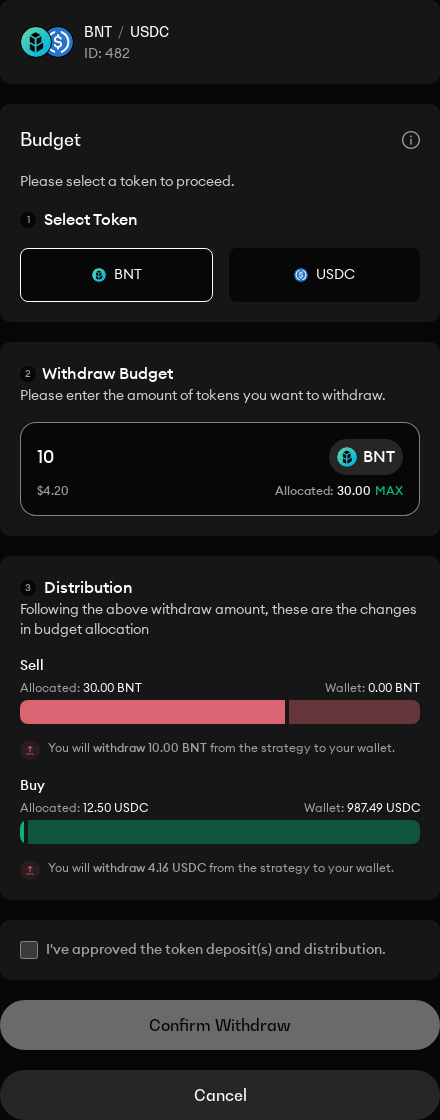 BNT / USDC
ID: 482
Budget
Please select a token to proceed.
1 Select Token
BNT
USDC
2 Withdraw Budget
Please enter the amount of tokens you want to withdraw.
10
BNT
$4.20
Allocated: 30.00 MAX
3 Distribution
Following the above withdraw amount, these are the changes
in budget allocation
Sell
Allocated: 30.00 BNT
Wallet: 0.00 BNT
You will withdraw 10.00 BNT from the strategy to your wallet.
Buy
Allocated: 12.50 USDC
Wallet: 987.49 USDC
You will withdraw 4.16 USDC from the strategy to your wallet.
I've approved the token deposit(s) and distribution.
Confirm Withdraw
Cancel